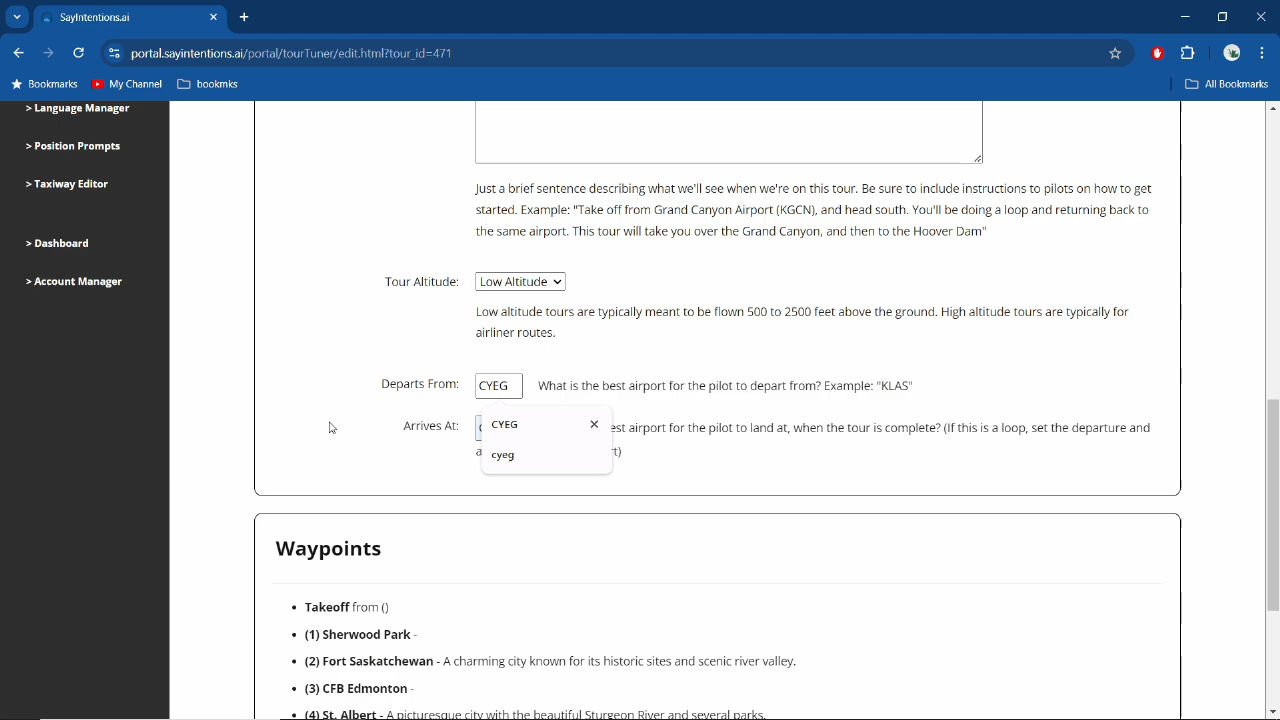 SayIntentions.ai
portal.sayintentions.ai/portal/tourTuner/edit.html?tour_id=471
Bookmarks
My Channel
bookmks
All Bookmarks
> Language Manager
> Position Prompts
> Taxiway Editor
> Dashboard
> Account Manager
Just a brief sentence describing what we'll see when we're on this tour. Be sure to include instructions to pilots on how to get
started. Example: "Take off from Grand Canyon Airport (KGCN), and head south. You'll be doing a loop and returning back to
the same airport. This tour will take you over the Grand Canyon, and then to the Hoover Dam"
Tour Altitude:
Low Altitude
Low altitude tours are typically meant to be flown 500 to 2500 feet above the ground. High altitude tours are typically for
airliner routes.
Departs From:
CYEG
What is the best airport for the pilot to depart from? Example: "KLAS"
Arrives At:
CYEG
cyeg
est airport for the pilot to land at, when the tour is complete? (If this is a loop, set the departure and
Waypoints
Takeoff from ()
(1) Sherwood Park -
(2) Fort Saskatchewan - A charming city known for its historic sites and scenic river valley.
(3) CFB Edmonton -
(4) St. Albert - A picturesque city with the beautiful Sturgeon River and several parks.